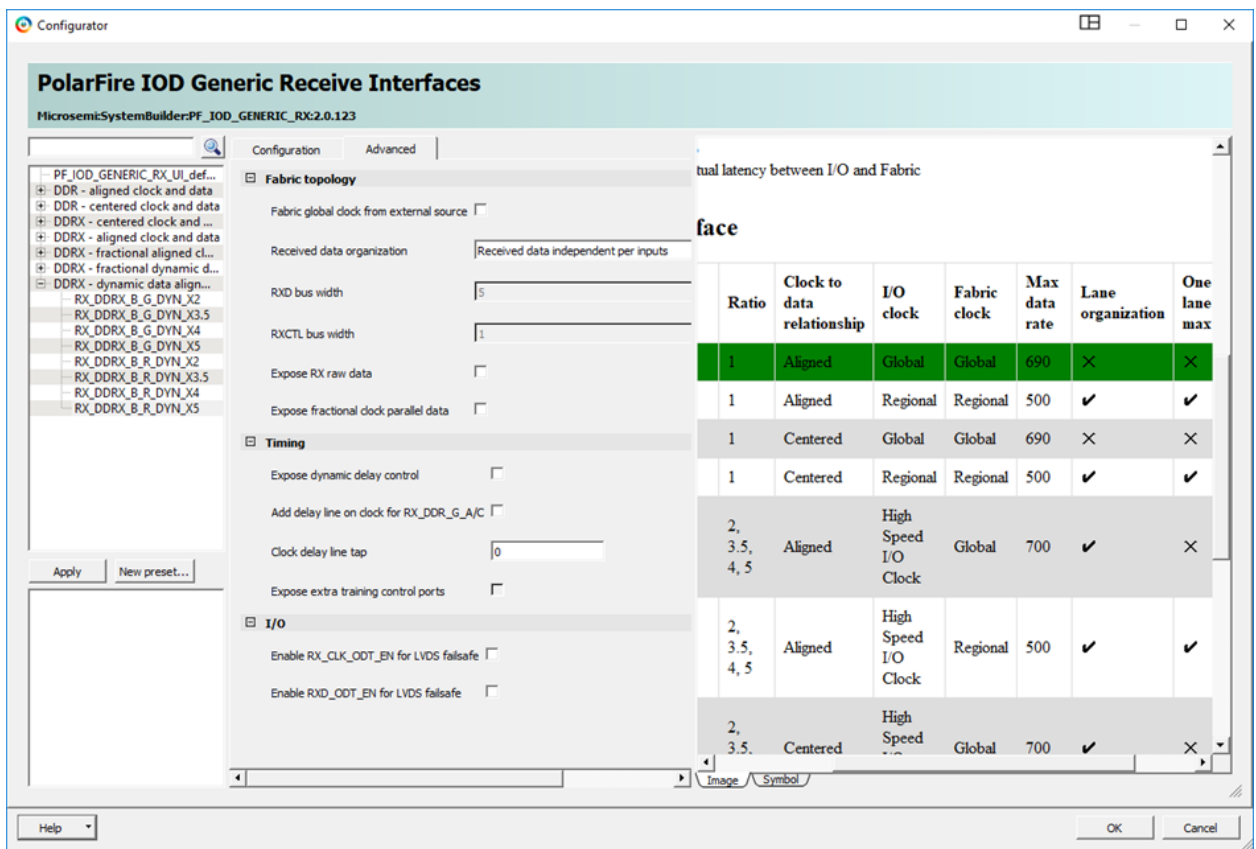 Configurator
PolarFire IOD Generic Receive Interfaces
Microsemi:SystemBuilder:PF_IOD_GENERIC_RX:2.0.123
PF_IOD_GENERIC_RX_UI_def...
DDR - aligned clock and data
DDR - centered clock and data
DDRX - centered clock and ...
DDRX - aligned clock and data
DDRX - fractional aligned cl...
DDRX - fractional dynamic d...
DDRX - dynamic data align...
RX_DDRX_B_G_DYN_X2
RX_DDRX_B_G_DYN_X3.5
RX_DDRX_B_G_DYN_X4
RX_DDRX_B_G_DYN_X5
RX_DDRX_B_R_DYN_X2
RX_DDRX_B_R_DYN_X3.5
RX_DDRX_B_R_DYN_X4
RX_DDRX_B_R_DYN_X5
Apply New preset...
Configuration Advanced
Fabric topology
Fabric global clock from external source
Received data organization Received data independent per inputs
RXD bus width 5
RXCTL bus width 1
Expose RX raw data
Expose fractional clock parallel data
Timing
Expose dynamic delay control
Add delay line on clock for RX_DDR_G_A/C
Clock delay line tap 0
Expose extra training control ports
I/O
Enable RX_CLK_ODT_EN for LVDS failsafe
Enable RXD_ODT_EN for LVDS failsafe
tual latency between I/O and Fabric
face
Ratio Clock to data relationship I/O clock Fabric clock Max data rate Lane organization One lane max
1 Aligned Global Global 690 ✕ ✕
1 Aligned Regional Regional 500 ✔ ✔
1 Centered Global Global 690 ✕ ✕
1 Centered Regional Regional 500 ✔ ✔
2, 3.5, 4, 5 Aligned High Speed I/O Clock Global 700 ✔ ✕
2, 3.5, 4, 5 Aligned High Speed I/O Clock Regional 500 ✔ ✔
2, 3.5, Centered High Speed Global 700 ✔ ✕
Image Symbol
Help OK Cancel